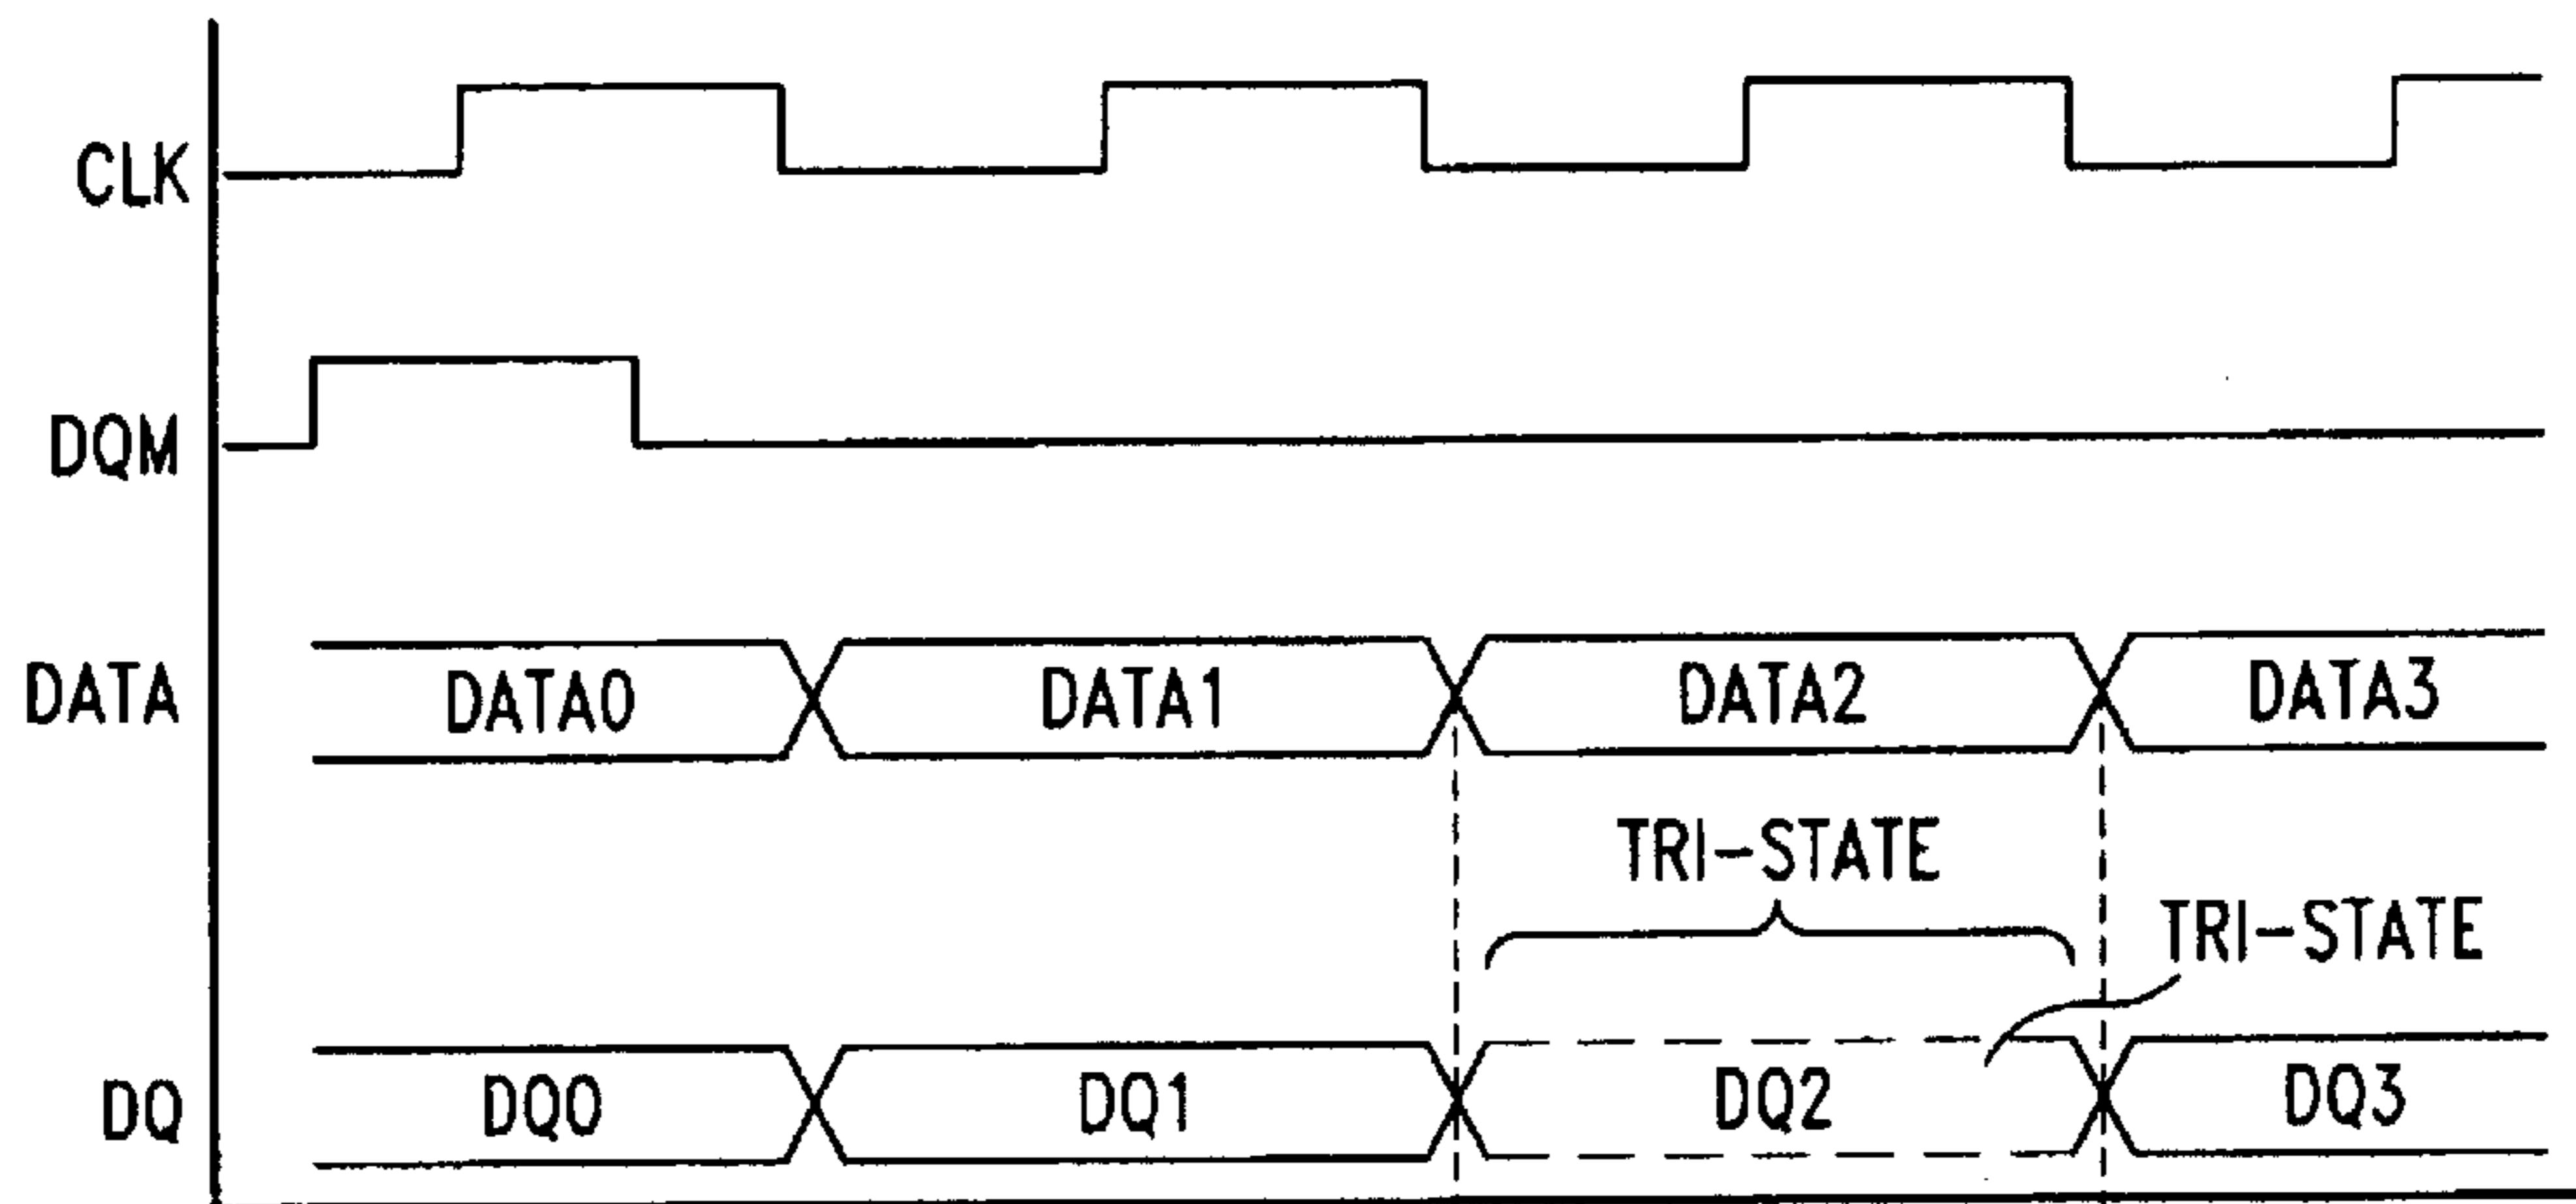 CLK
DQM
DATA DATA0 DATA1 DATA2 DATA3
TRI-STATE
TRI-STATE
DQ DQ0 DQ1 DQ2 DQ3